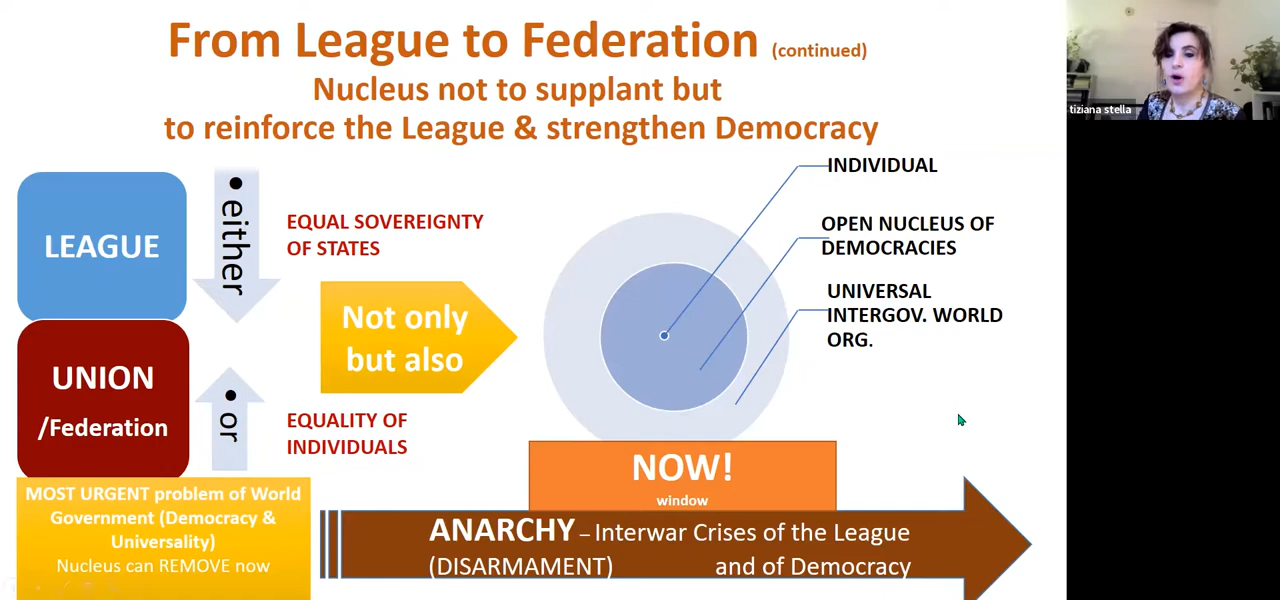 From League to Federation (continued)
Nucleus not to supplant but
to reinforce the League & strengthen Democracy
tiziana stella
LEAGUE
• either
EQUAL SOVEREIGNTY
OF STATES
Not only
but also
UNION
/Federation
• or
EQUALITY OF
INDIVIDUALS
INDIVIDUAL
OPEN NUCLEUS OF
DEMOCRACIES
UNIVERSAL
INTERGOV. WORLD
ORG.
NOW!
window
MOST URGENT problem of World
Government (Democracy &
Universality)
Nucleus can REMOVE now
ANARCHY – Interwar Crises of the League
(DISARMAMENT) and of Democracy